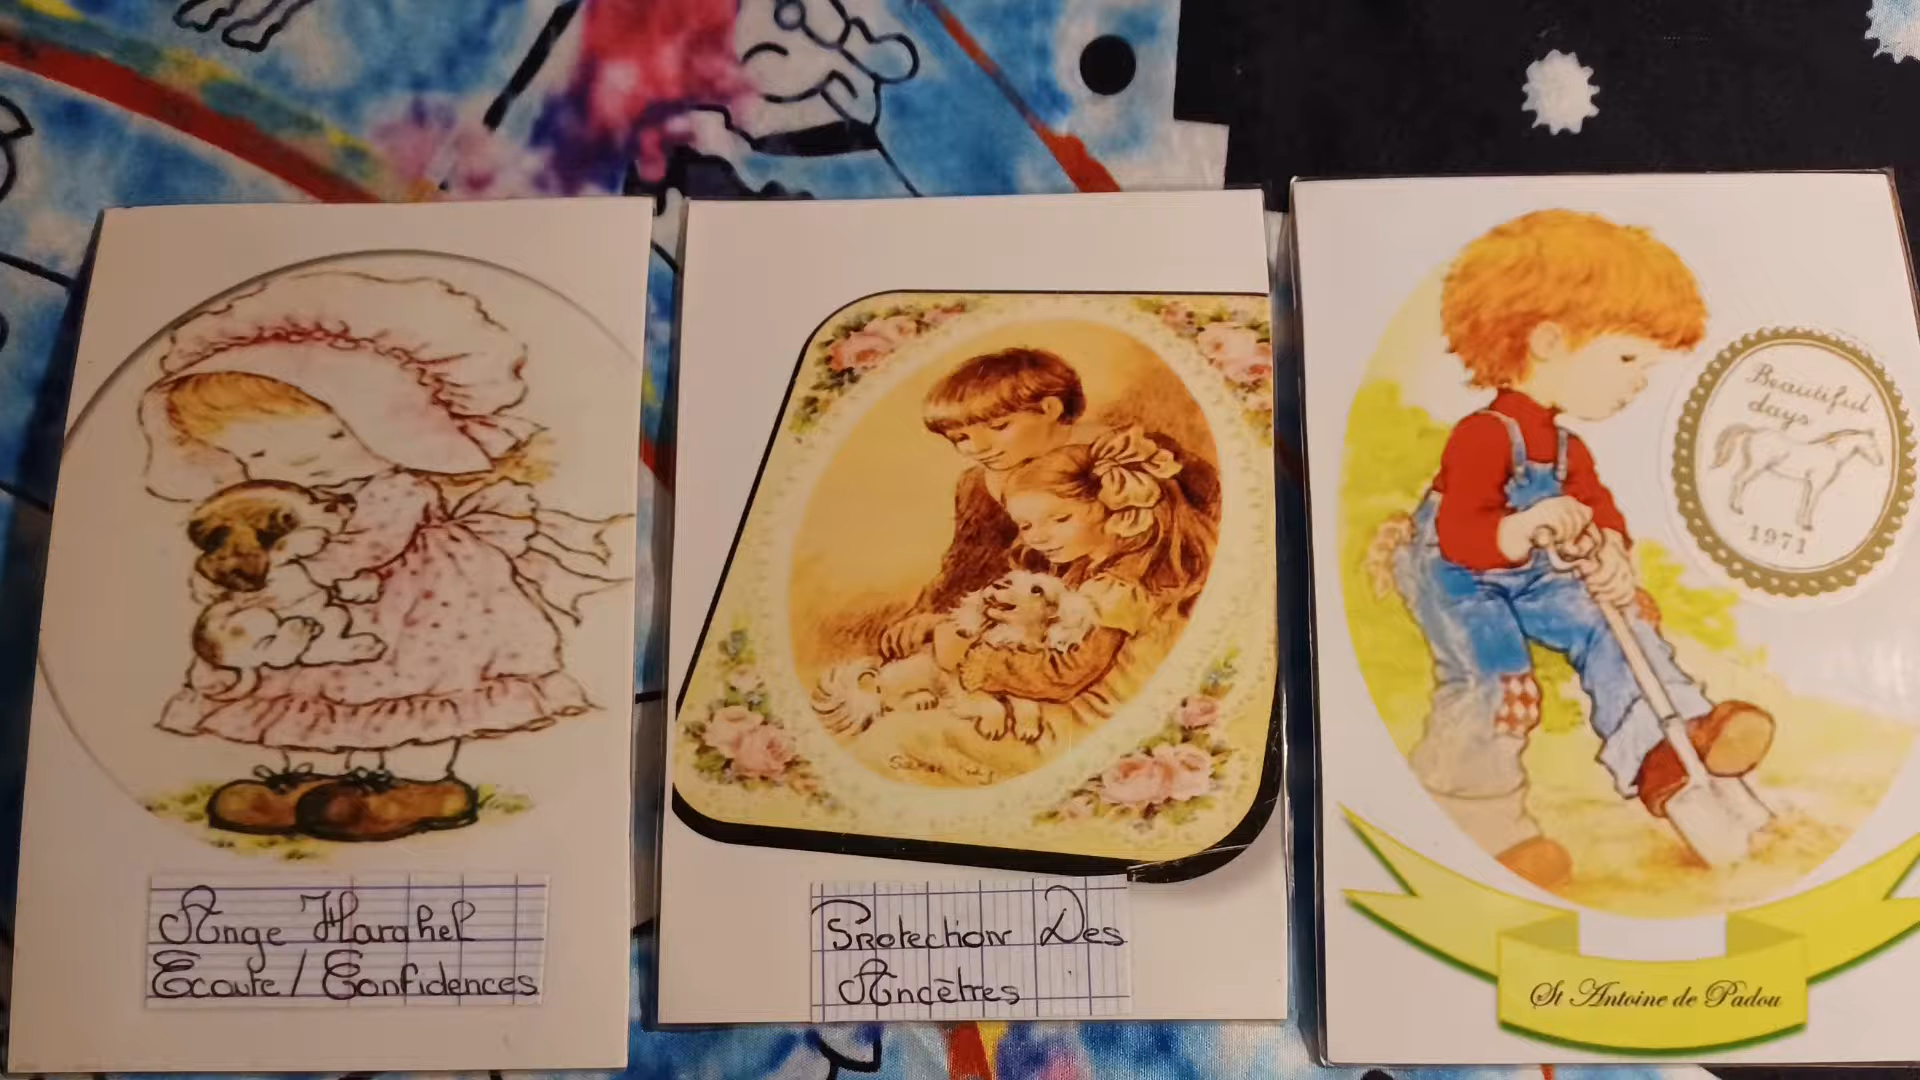 Ange Harahel
Ecoute / Confidences
Protection Des
Ancêtres
Beautiful
days
1971
St Antoine de Padou